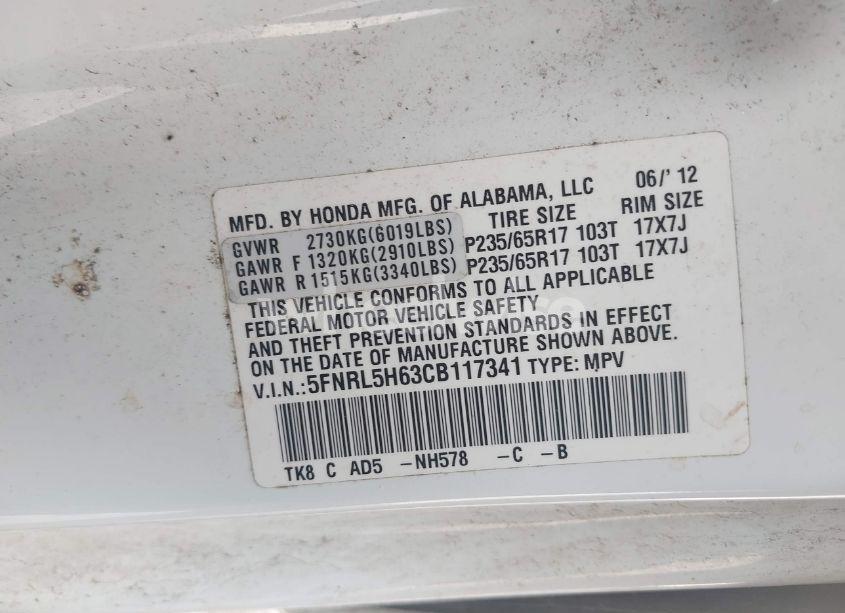 MFD. BY HONDA MFG. OF ALABAMA, LLC 06/'12
TIRE SIZE RIM SIZE
GVWR 2730KG(6019LBS)
GAWR F 1320KG(2910LBS) P235/65R17 103T 17X7J
GAWR R 1515KG(3340LBS) P235/65R17 103T 17X7J
THIS VEHICLE CONFORMS TO ALL APPLICABLE
FEDERAL MOTOR VEHICLE SAFETY
AND THEFT PREVENTION STANDARDS IN EFFECT
ON THE DATE OF MANUFACTURE SHOWN ABOVE.
V.I.N.:5FNRL5H63CB117341 TYPE: MPV
TK8 C AD5 -NH578 -C -B